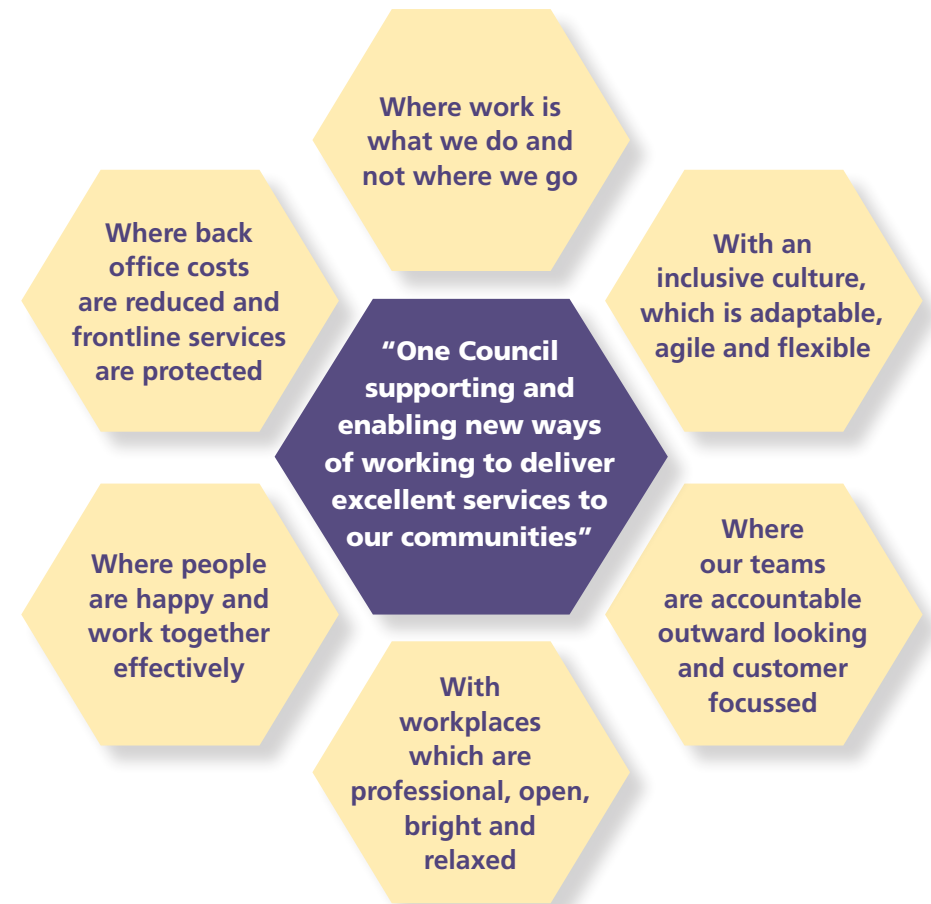 Where work is
what we do and
not where we go
With an
inclusive culture,
which is adaptable,
agile and flexible
Where
our teams
are accountable
outward looking
and customer
focussed
With
workplaces
which are
professional, open,
bright and
relaxed
Where people
are happy and
work together
effectively
Where back
office costs
are reduced and
frontline services
are protected
“One Council
supporting and
enabling new ways
of working to deliver
excellent services to
our communities”